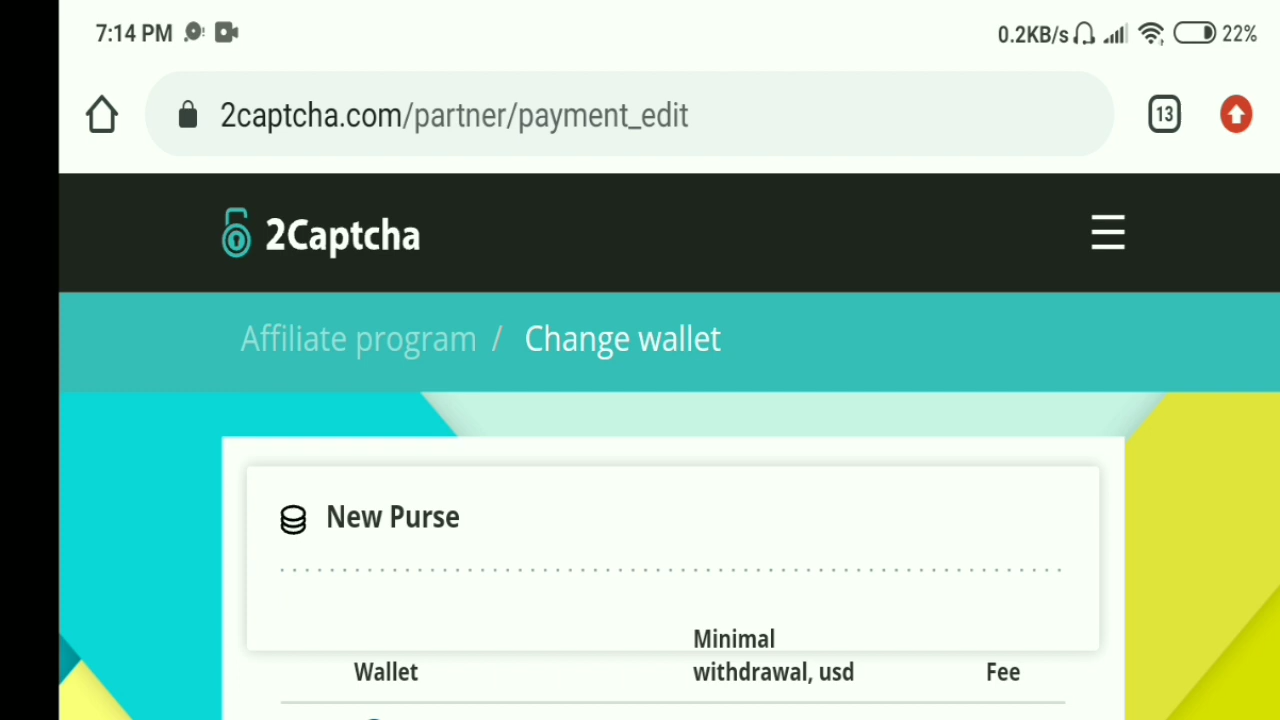 7:14 PM 0.2KB/s 22%
2captcha.com/partner/payment_edit 13
2Captcha
Affiliate program / Change wallet
New Purse
Minimal
Wallet withdrawal, usd Fee